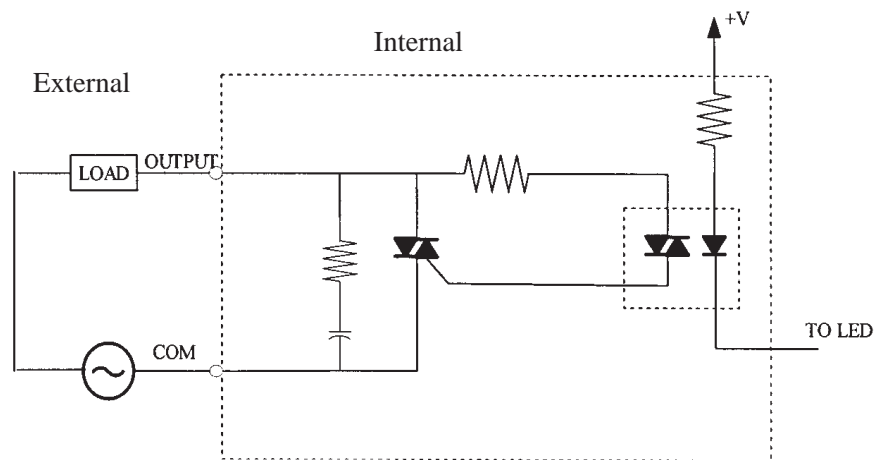 +V
Internal
External
LOAD
OUTPUT
COM
TO LED